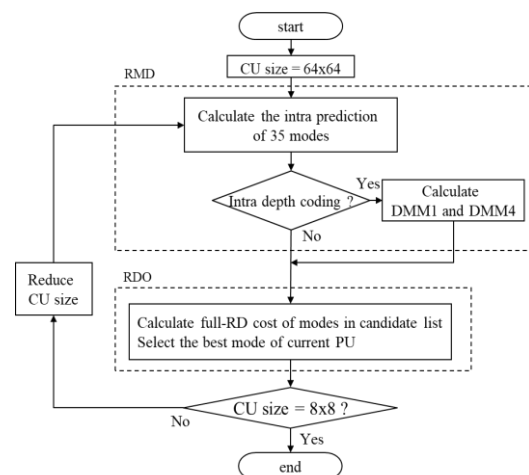 start
CU size = 64x64
RMD
Calculate the intra prediction
of 35 modes
Intra depth coding ?
Yes
Calculate
DMM1 and DMM4
No
Reduce
CU size
RDO
Calculate full-RD cost of modes in candidate list
Select the best mode of current PU
CU size = 8x8 ?
No
Yes
end